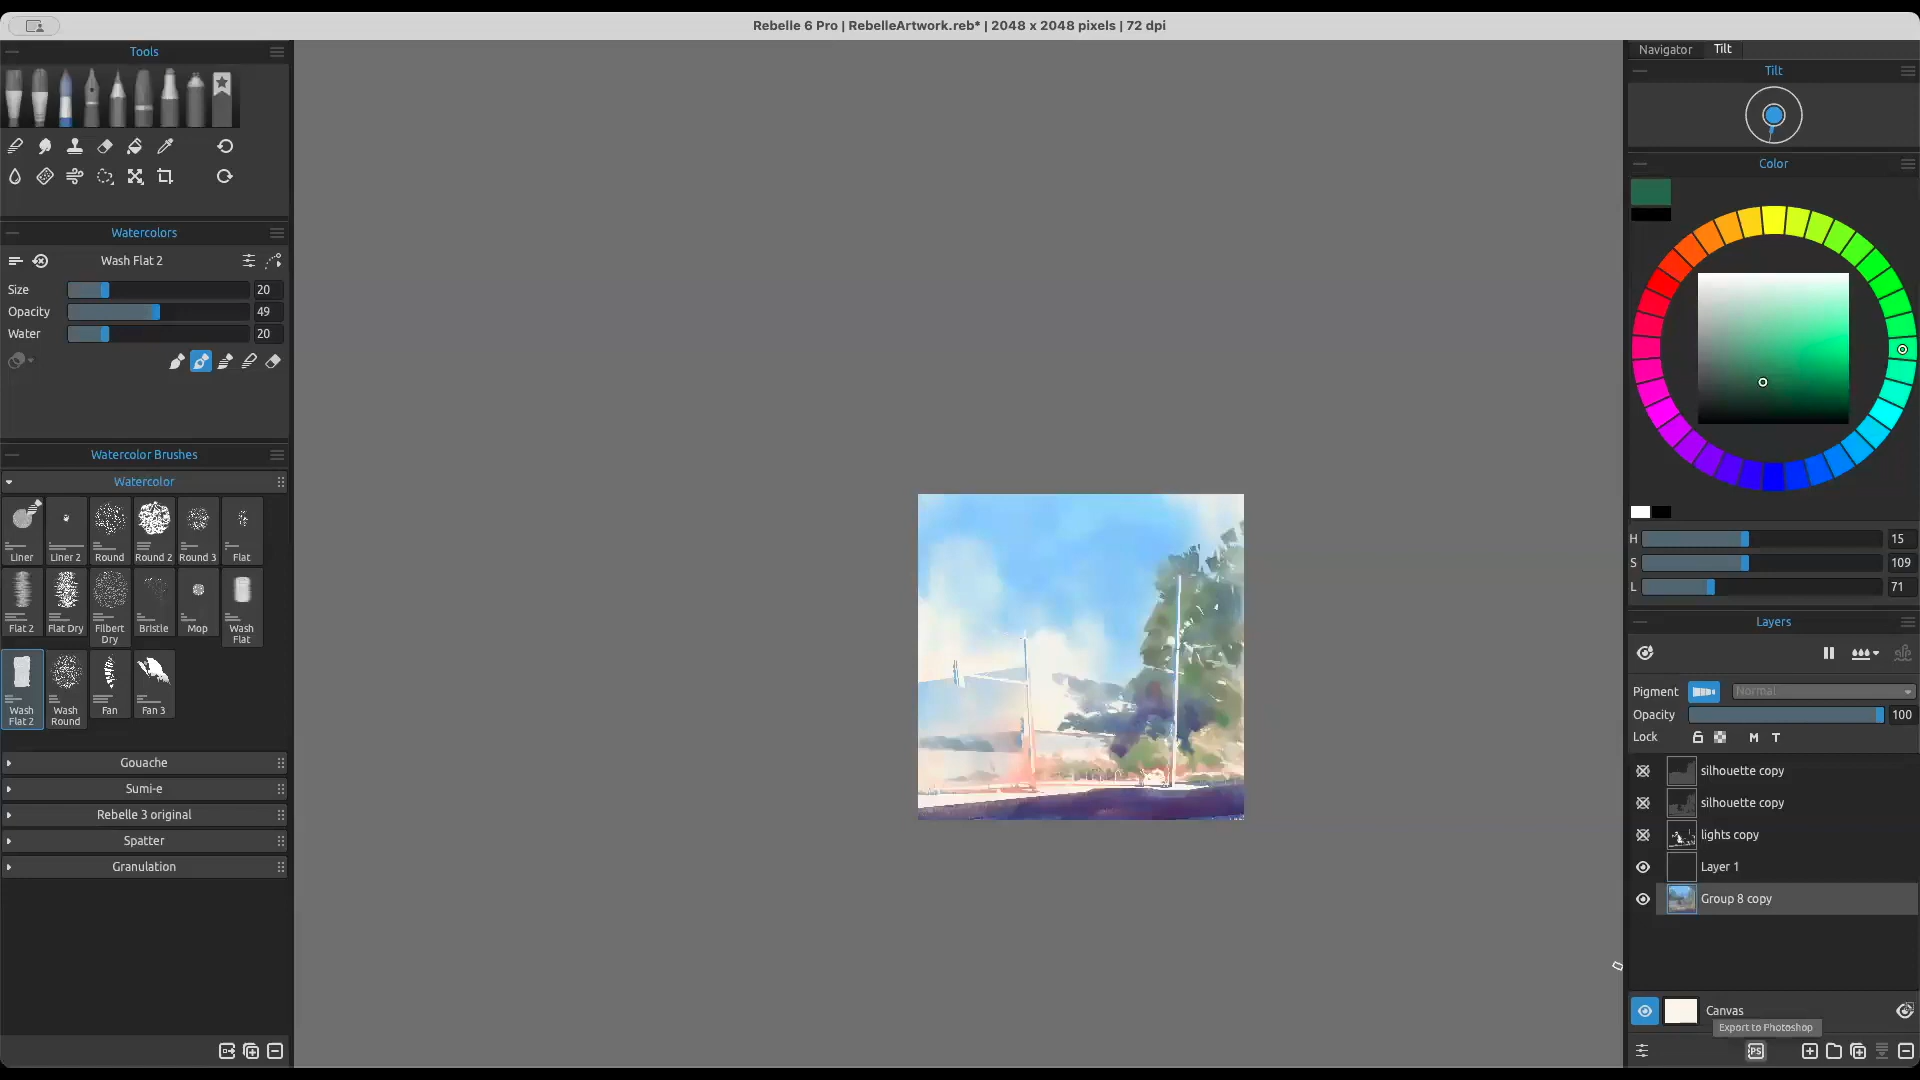 Rebelle 6 Pro | RebelleArtwork.reb* | 2048 x 2048 pixels | 72 dpi
Tools
Watercolors
Wash Flat 2
Size 20
Opacity 49
Water 20
Watercolor Brushes
Watercolor
Liner Liner 2 Round Round 2 Round 3 Flat
Flat 2 Flat Dry Filbert Dry Bristle Mop Wash Flat
Wash Flat 2 Wash Round Fan Fan 3
Gouache
Sumi-e
Rebelle 3 original
Spatter
Granulation
Navigator Tilt
Tilt
Color
H 15
S 109
L 71
Layers
Pigment Normal
Opacity 100
Lock M T
silhouette copy
silhouette copy
lights copy
Layer 1
Group 8 copy
Canvas
Export to Photoshop
PS